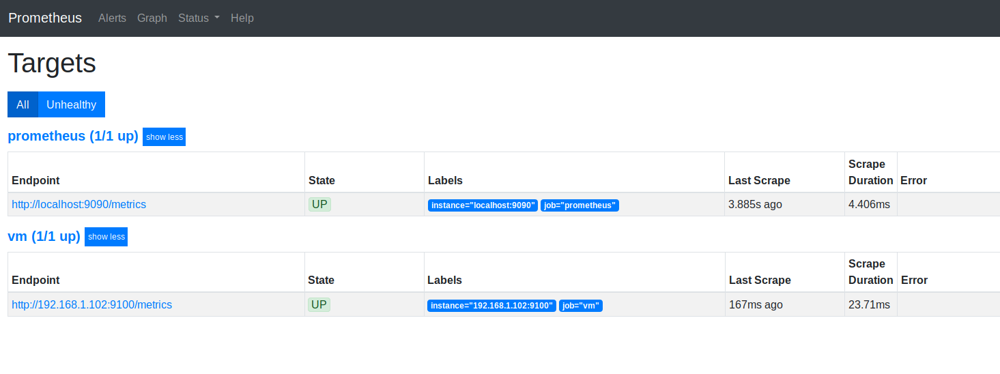 Prometheus Alerts Graph Status Help
Targets
All Unhealthy
prometheus (1/1 up) show less
Endpoint State Labels Last Scrape Scrape Duration Error
http://localhost:9090/metrics UP instance="localhost:9090" job="prometheus" 3.885s ago 4.406ms
vm (1/1 up) show less
Endpoint State Labels Last Scrape Scrape Duration Error
http://192.168.1.102:9100/metrics UP instance="192.168.1.102:9100" job="vm" 167ms ago 23.71ms